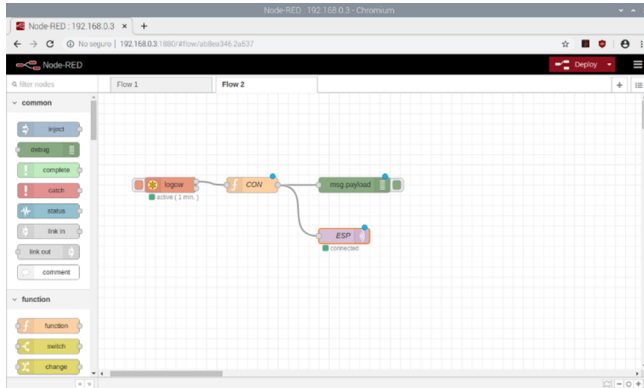 Node-RED : 192.168.0.3 - Chromium
Node-RED : 192.168.0.3
No seguro | 192.168.0.3:1880/#flow/ab8ea346.2a637
Node-RED
Deploy
filter nodes
Flow 1
Flow 2
common
inject
debug
complete
catch
status
link in
link out
comment
function
function
switch
change
logow
active ( 1 min. )
CON
msg.payload
ESP
connected